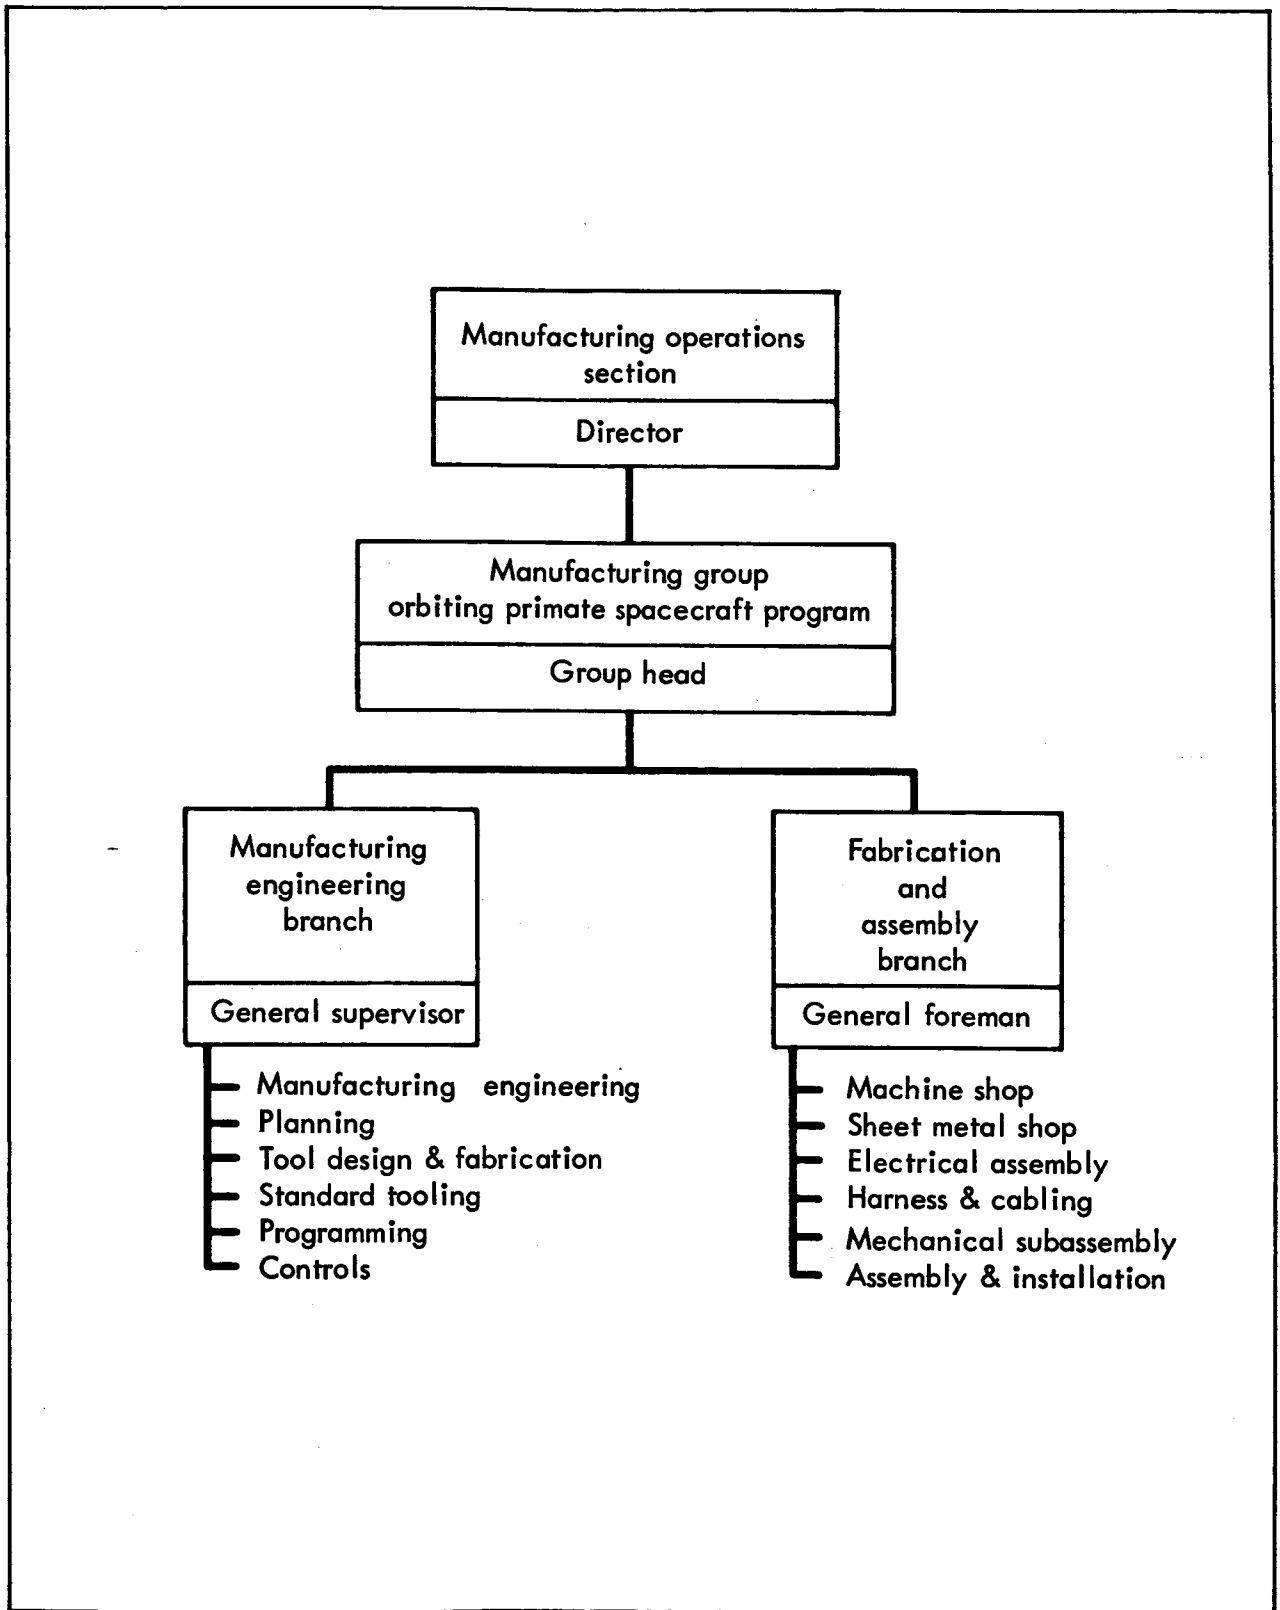 Manufacturing operations
section
Director
Manufacturing group
orbiting primate spacecraft program
Group head
Manufacturing
engineering
branch
General supervisor
Manufacturing engineering
Planning
Tool design & fabrication
Standard tooling
Programming
Controls
Fabrication
and
assembly
branch
General foreman
Machine shop
Sheet metal shop
Electrical assembly
Harness & cabling
Mechanical subassembly
Assembly & installation